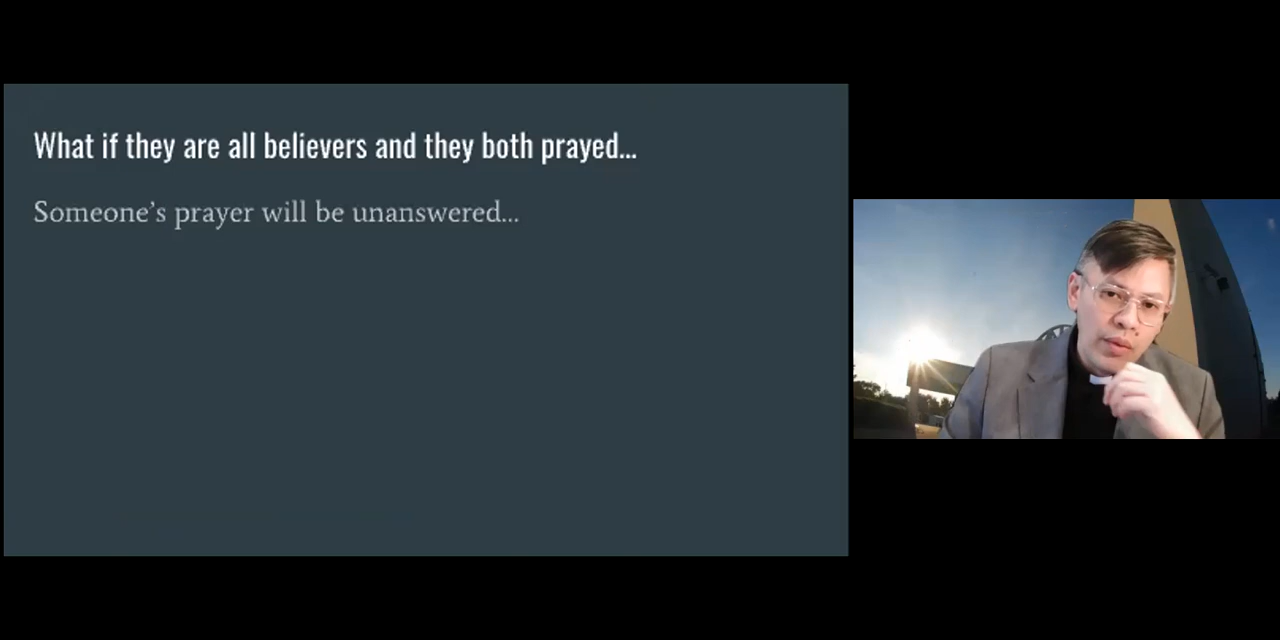 What if they are all believers and they both prayed...
Someone’s prayer will be unanswered...